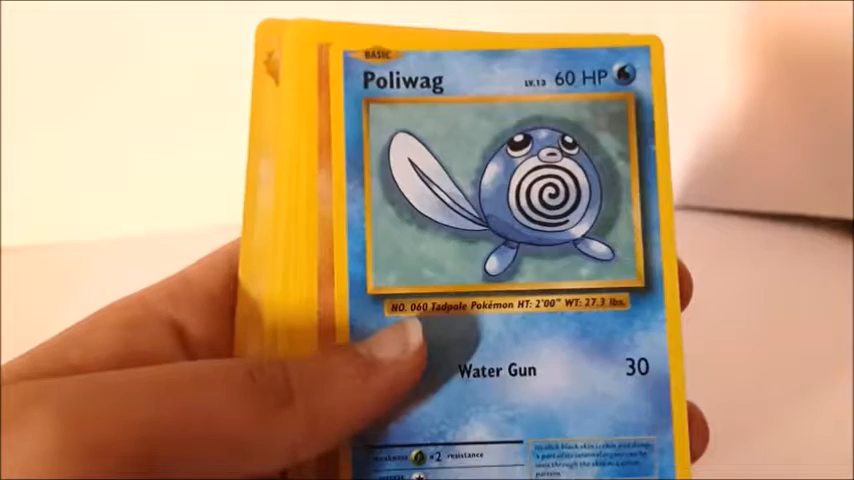 BASIC
Poliwag LV.13 60 HP
NO. 060 Tadpole Pokémon HT: 2'00" WT: 27.3 lbs.
Water Gun 30
weakness ×2 resistance